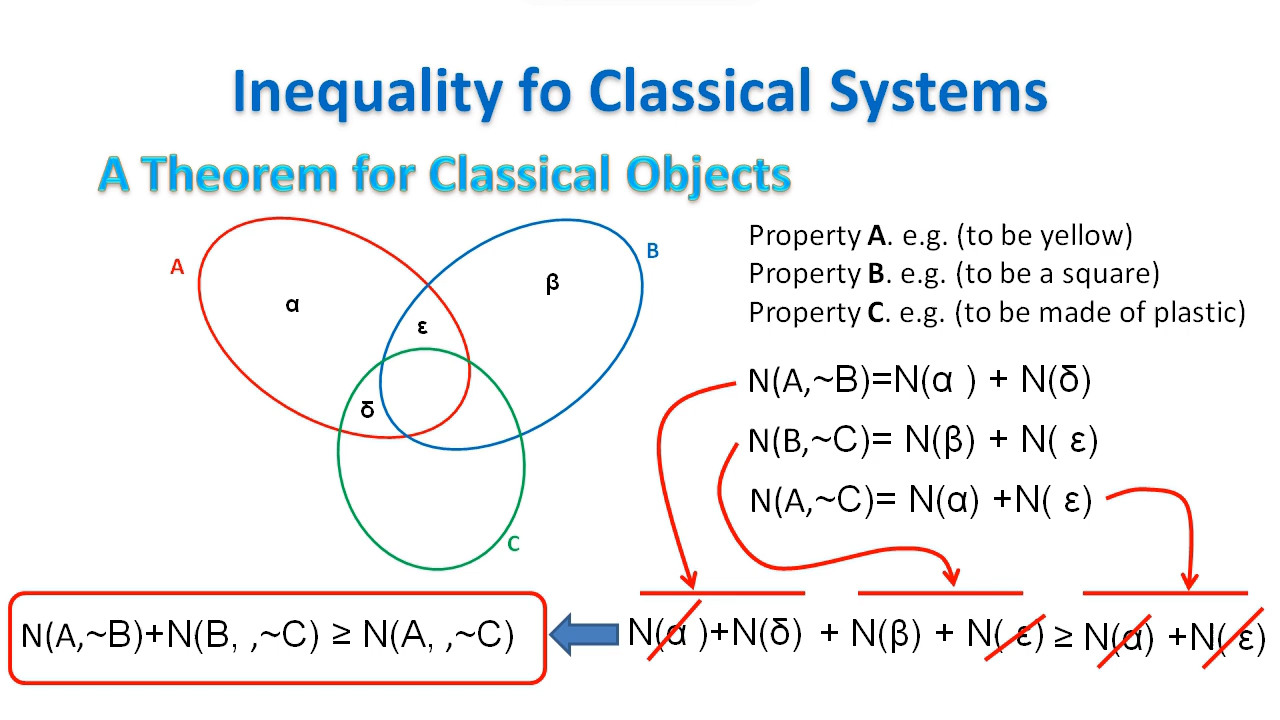 Inequality fo Classical Systems
A Theorem for Classical Objects
A
B
α
β
ε
δ
C
Property A. e.g. (to be yellow)
Property B. e.g. (to be a square)
Property C. e.g. (to be made of plastic)
N(A,~B)=N(α ) + N(δ)
N(B,~C)= N(β) + N( ε)
N(A,~C)= N(α) +N( ε)
N(A,~B)+N(B, ,~C) ≥ N(A, ,~C)
N(α )+N(δ) + N(β) + N( ε) ≥ N(α) +N( ε)